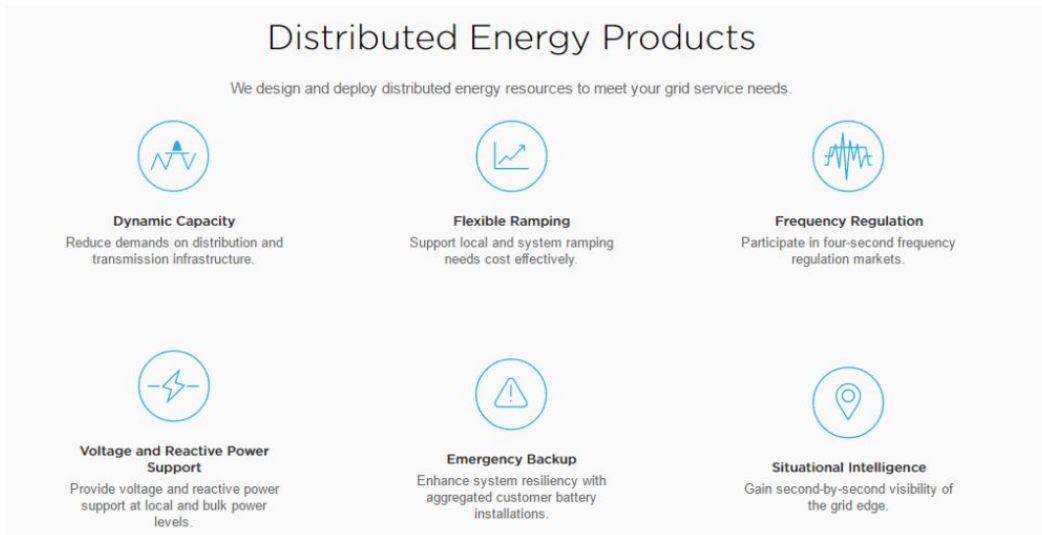 Distributed Energy Products
We design and deploy distributed energy resources to meet your grid service needs.
Dynamic Capacity
Reduce demands on distribution and
transmission infrastructure.
Flexible Ramping
Support local and system ramping
needs cost effectively.
Frequency Regulation
Participate in four-second frequency
regulation markets.
Voltage and Reactive Power
Support
Provide voltage and reactive power
support at local and bulk power
levels.
Emergency Backup
Enhance system resiliency with
aggregated customer battery
installations.
Situational Intelligence
Gain second-by-second visibility of
the grid edge.